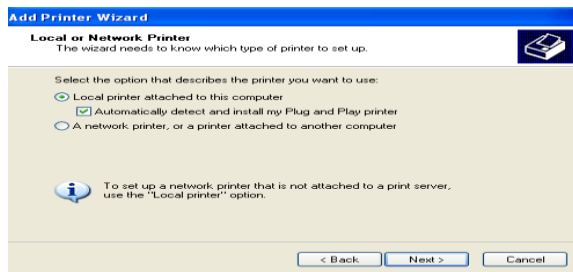 Add Printer Wizard
Local or Network Printer
The wizard needs to know which type of printer to set up.
Select the option that describes the printer you want to use:
Local printer attached to this computer
Automatically detect and install my Plug and Play printer
A network printer, or a printer attached to another computer
To set up a network printer that is not attached to a print server,
use the "Local printer" option.
< Back Next > Cancel